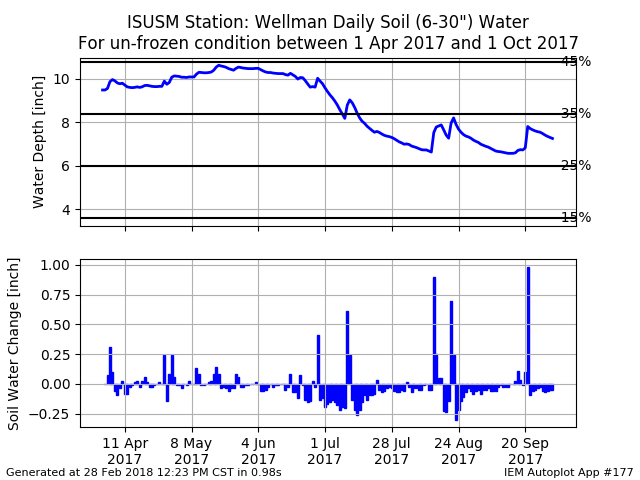 ISUSM Station: Wellman Daily Soil (6-30") Water
For un-frozen condition between 1 Apr 2017 and 1 Oct 2017
Water Depth [inch]
10
8
6
4
45%
35%
25%
15%
Soil Water Change [inch]
1.00
0.75
0.50
0.25
0.00
−0.25
11 Apr 8 May 4 Jun 1 Jul 28 Jul 24 Aug 20 Sep
2017 2017 2017 2017 2017 2017 2017
Generated at 28 Feb 2018 12:23 PM CST in 0.98s
IEM Autoplot App #177